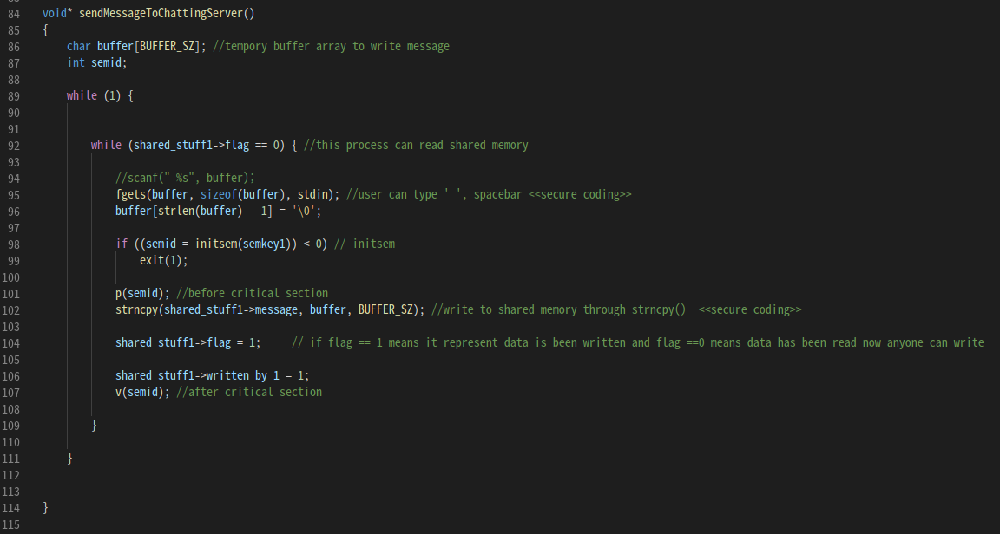 84 void* sendMessageToChattingServer()
85 {
86 char buffer[BUFFER_SZ]; //tempory buffer array to write message
87 int semid;
88
89 while (1) {
90
91
92 while (shared_stuff1->flag == 0) { //this process can read shared memory
93
94 //scanf(" %s", buffer);
95 fgets(buffer, sizeof(buffer), stdin); //user can type ' ', spacebar <<secure coding>>
96 buffer[strlen(buffer) - 1] = '\0';
97
98 if ((semid = initsem(semkey1)) < 0) // initsem
99 exit(1);
100
101 p(semid); //before critical section
102 strncpy(shared_stuff1->message, buffer, BUFFER_SZ); //write to shared memory through strncpy() <<secure coding>>
103
104 shared_stuff1->flag = 1; // if flag == 1 means it represent data is been written and flag ==0 means data has been read now anyone can write
105
106 shared_stuff1->written_by_1 = 1;
107 v(semid); //after critical section
108
109 }
110
111 }
112
113
114 }
115